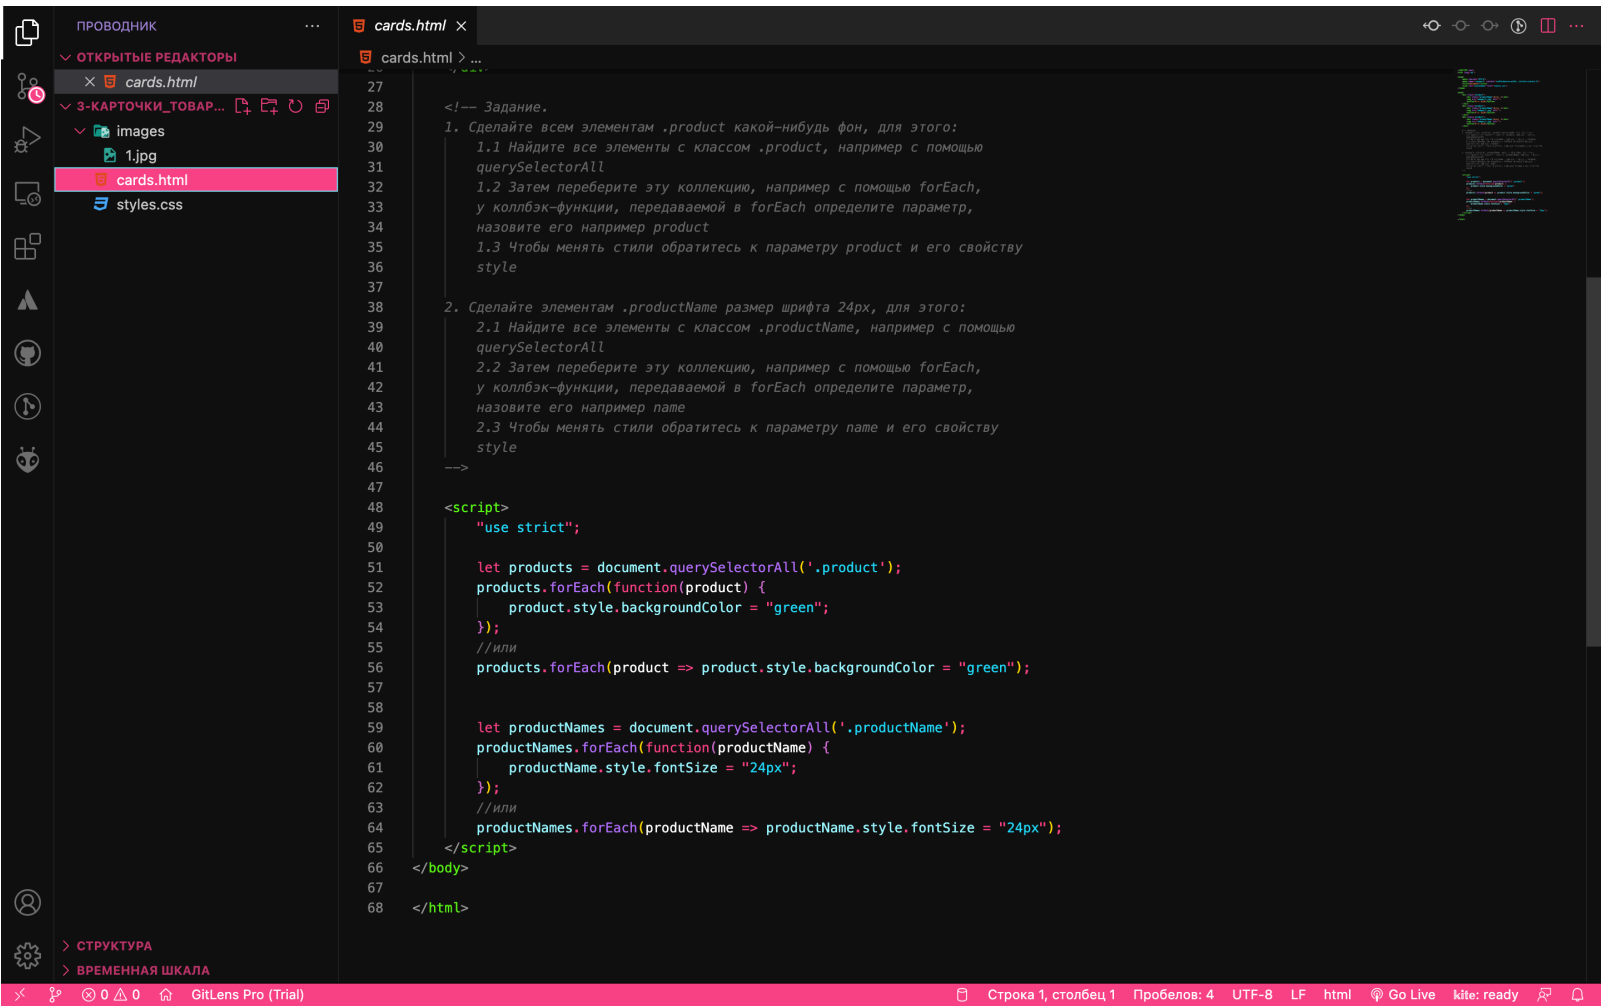 ПРОВОДНИК
ОТКРЫТЫЕ РЕДАКТОРЫ
cards.html
3-КАРТОЧКИ_ТОВАР...
images
1.jpg
cards.html
styles.css
СТРУКТУРА
ВРЕМЕННАЯ ШКАЛА
cards.html
cards.html > ...
27
28 <!-- Задание.
29 1. Сделайте всем элементам .product какой-нибудь фон, для этого:
30 1.1 Найдите все элементы с классом .product, например с помощью
31 querySelectorAll
32 1.2 Затем переберите эту коллекцию, например с помощью forEach,
33 у коллбэк-функции, передаваемой в forEach определите параметр,
34 назовите его например product
35 1.3 Чтобы менять стили обратитесь к параметру product и его свойству
36 style
37
38 2. Сделайте элементам .productName размер шрифта 24px, для этого:
39 2.1 Найдите все элементы с классом .productName, например с помощью
40 querySelectorAll
41 2.2 Затем переберите эту коллекцию, например с помощью forEach,
42 у коллбэк-функции, передаваемой в forEach определите параметр,
43 назовите его например name
44 2.3 Чтобы менять стили обратитесь к параметру name и его свойству
45 style
46 -->
47
48 <script>
49 "use strict";
50
51 let products = document.querySelectorAll('.product');
52 products.forEach(function(product) {
53 product.style.backgroundColor = "green";
54 });
55 //или
56 products.forEach(product => product.style.backgroundColor = "green");
57
58
59 let productNames = document.querySelectorAll('.productName');
60 productNames.forEach(function(productName) {
61 productName.style.fontSize = "24px";
62 });
63 //или
64 productNames.forEach(productName => productName.style.fontSize = "24px");
65 </script>
66 </body>
67
68 </html>
0 0 GitLens Pro (Trial) Строка 1, столбец 1 Пробелов: 4 UTF-8 LF html Go Live kite: ready